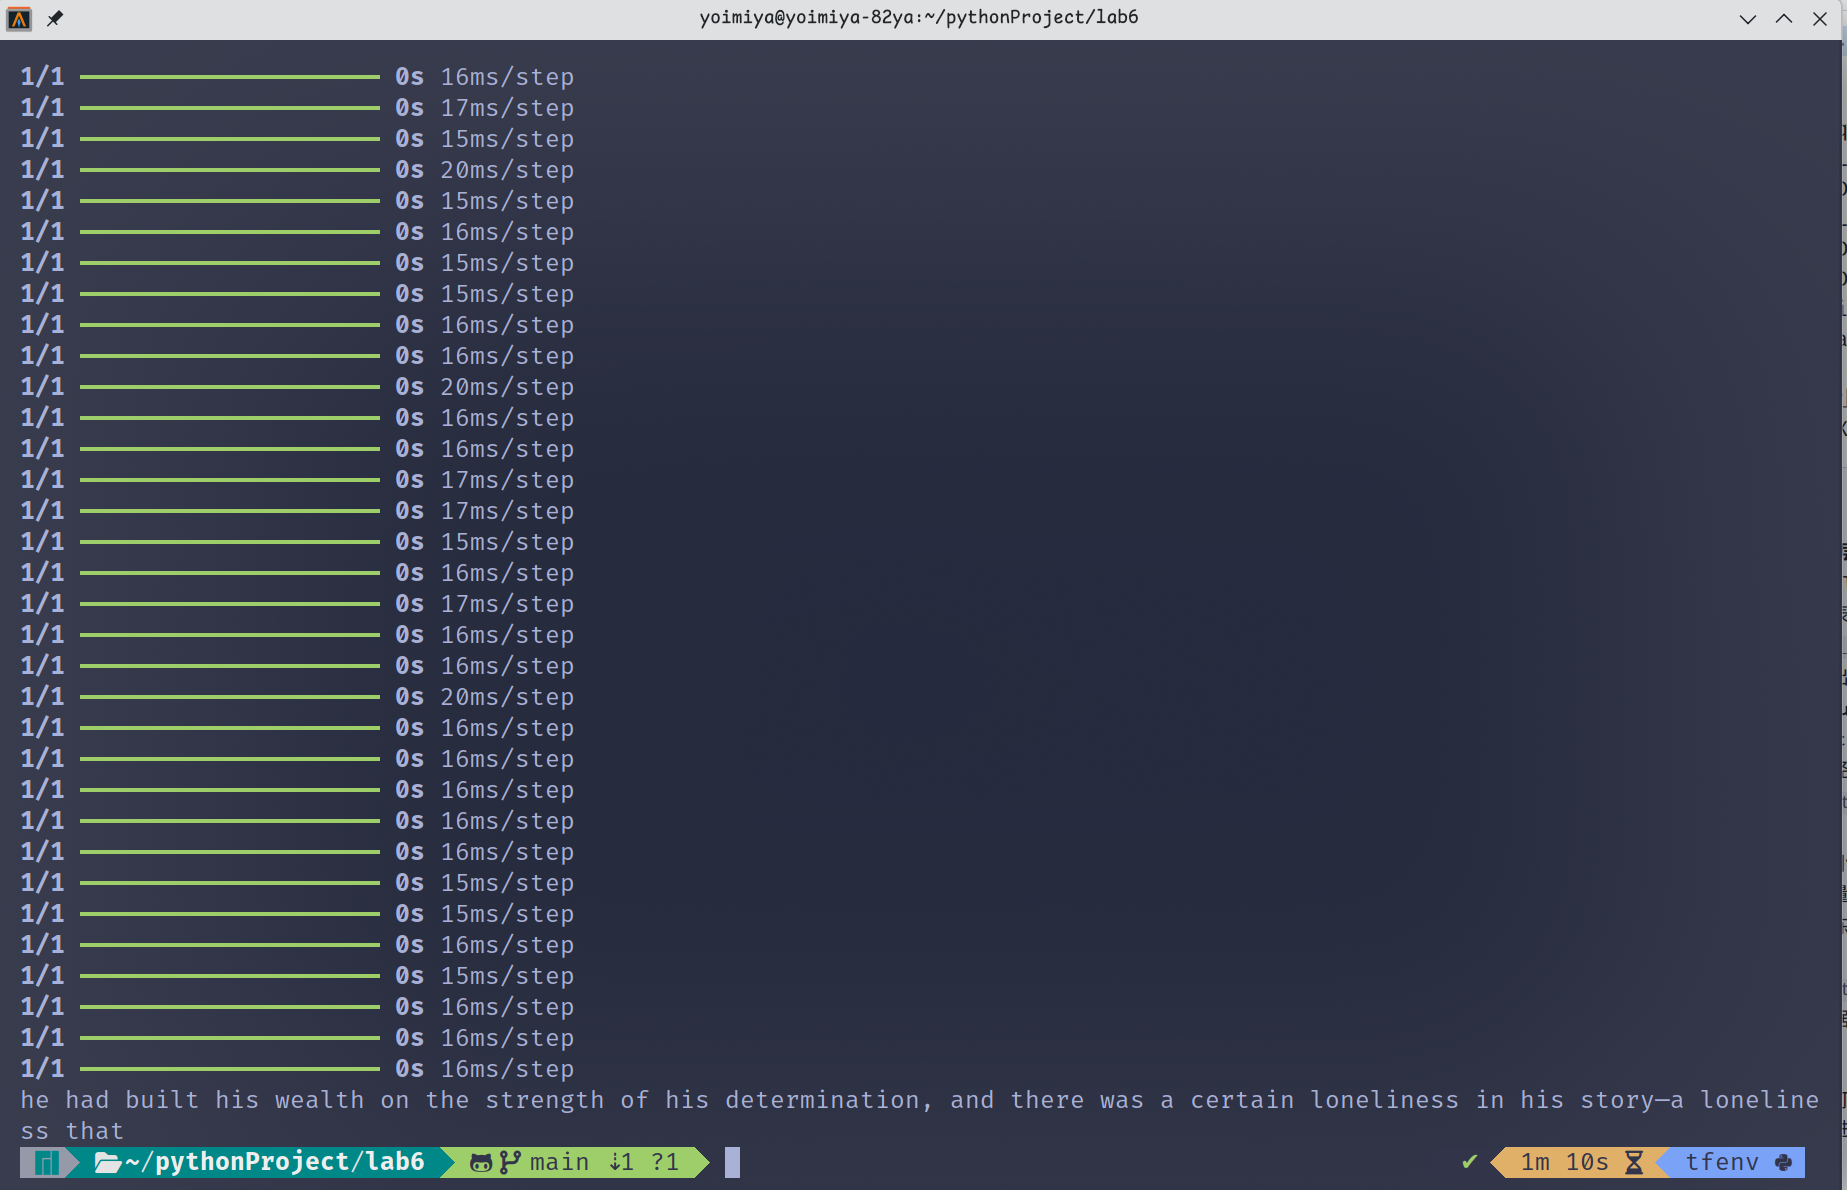 yoimiya@yoimiya-82ya:~/pythonProject/lab6
1/1 0s 16ms/step
1/1 0s 17ms/step
1/1 0s 15ms/step
1/1 0s 20ms/step
1/1 0s 15ms/step
1/1 0s 16ms/step
1/1 0s 15ms/step
1/1 0s 15ms/step
1/1 0s 16ms/step
1/1 0s 16ms/step
1/1 0s 20ms/step
1/1 0s 16ms/step
1/1 0s 16ms/step
1/1 0s 17ms/step
1/1 0s 17ms/step
1/1 0s 15ms/step
1/1 0s 16ms/step
1/1 0s 17ms/step
1/1 0s 16ms/step
1/1 0s 16ms/step
1/1 0s 20ms/step
1/1 0s 16ms/step
1/1 0s 16ms/step
1/1 0s 16ms/step
1/1 0s 16ms/step
1/1 0s 16ms/step
1/1 0s 15ms/step
1/1 0s 15ms/step
1/1 0s 16ms/step
1/1 0s 15ms/step
1/1 0s 16ms/step
1/1 0s 16ms/step
1/1 0s 16ms/step
he had built his wealth on the strength of his determination, and there was a certain loneliness in his story—a loneline
ss that
~/pythonProject/lab6 main ⇣1 ?1 ✔ 1m 10s tfenv